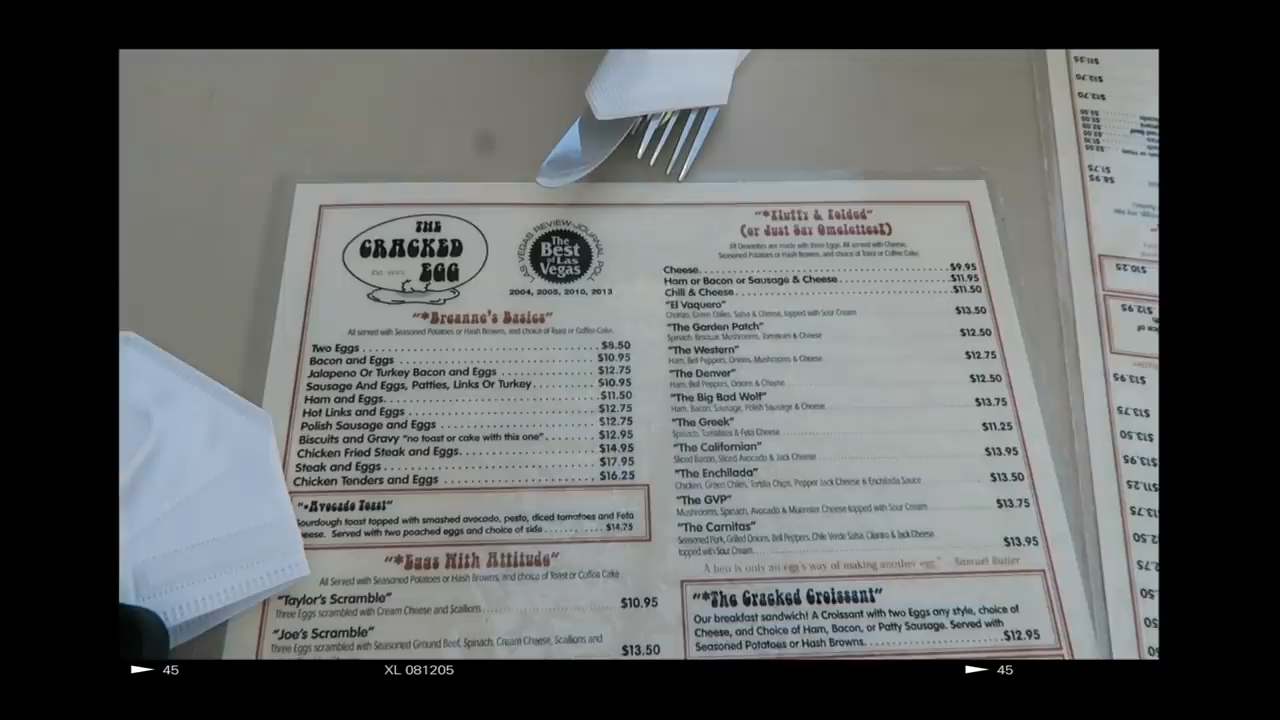 THE
CRACKED
EGG
LAS VEGAS REVIEW-JOURNAL POLL
The
Best
of Las
Vegas
2004, 2005, 2010, 2013
"*Breanne's Basics"
All served with Seasoned Potatoes or Hash Browns, and choice of Toast or Coffee Cake.
Two Eggs $8.50
Bacon and Eggs $10.95
Jalapeno Or Turkey Bacon and Eggs $12.75
Sausage And Eggs, Patties, Links Or Turkey $10.95
Ham and Eggs $11.50
Hot Links and Eggs $12.75
Polish Sausage and Eggs $12.75
Biscuits and Gravy "no toast or cake with this one" $12.95
Chicken Fried Steak and Eggs $14.95
Steak and Eggs $17.95
Chicken Tenders and Eggs $16.25
"*Avocado Toast"
Sourdough toast topped with smashed avocado, pesto, diced tomatoes and Feta
Served with two poached eggs and choice of side $14.75
"*Eggs With Attitude"
All Served with Seasoned Potatoes or Hash Browns, and choice of Toast or Coffee Cake
"Taylor's Scramble"
Three Eggs scrambled with Cream Cheese and Scallions $10.95
"Joe's Scramble"
Three Eggs scrambled with Seasoned Ground Beef, Spinach, Cream Cheese, Scallions and
$13.50
"*Fluffy & Folded"
(or Just Say Omelettes!)
All Omelettes are made with three Eggs. All served with Cheese,
Seasoned Potatoes or Hash Browns, and choice of Toast or Coffee Cake.
Cheese $9.95
Ham or Bacon or Sausage & Cheese $11.95
Chili & Cheese $11.50
"El Vaquero"
Chorizo, Green Chiles, Salsa & Cheese, topped with Sour Cream $13.50
"The Garden Patch"
Spinach, Broccoli, Mushrooms, Tomatoes & Cheese $12.50
"The Western"
Ham, Bell Peppers, Onions, Mushrooms & Cheese $12.75
"The Denver"
Ham, Bell Peppers, Onions & Cheese $12.50
"The Big Bad Wolf"
Ham, Bacon, Sausage, Polish Sausage & Cheese $13.75
"The Greek"
Spinach, Tomatoes & Feta Cheese $11.25
"The Californian"
Sliced Bacon, Sliced Avocado & Jack Cheese $13.95
"The Enchilada"
Chicken, Green Chiles, Tortilla Chips, Pepper Jack Cheese & Enchilada Sauce $13.50
"The GVP"
Mushrooms, Spinach, Avocado & Muenster Cheese topped with Sour Cream $13.75
"The Carnitas"
Seasoned Pork, Grilled Onions, Bell Peppers, Chile Verde Salsa, Cilantro & Jack Cheese
topped with Sour Cream $13.95
"A hen is only an egg's way of making another egg." Samuel Butler
"*The Cracked Croissant"
Our breakfast sandwich! A Croissant with two Eggs any style, choice of
Cheese, and Choice of Ham, Bacon, or Patty Sausage. Served with
Seasoned Potatoes or Hash Browns $12.95
45
XL 081205
45